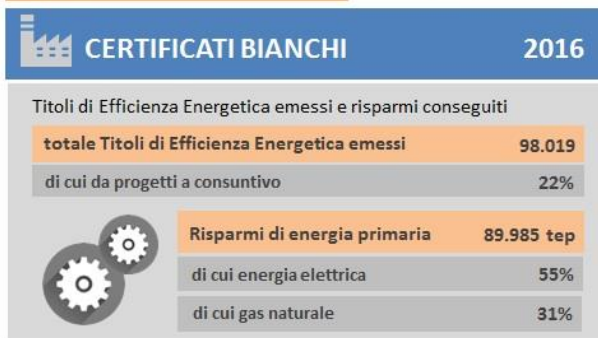 CERTIFICATI BIANCHI 2016
Titoli di Efficienza Energetica emessi e risparmi conseguiti
totale Titoli di Efficienza Energetica emessi 98.019
di cui da progetti a consuntivo 22%
Risparmi di energia primaria 89.985 tep
di cui energia elettrica 55%
di cui gas naturale 31%